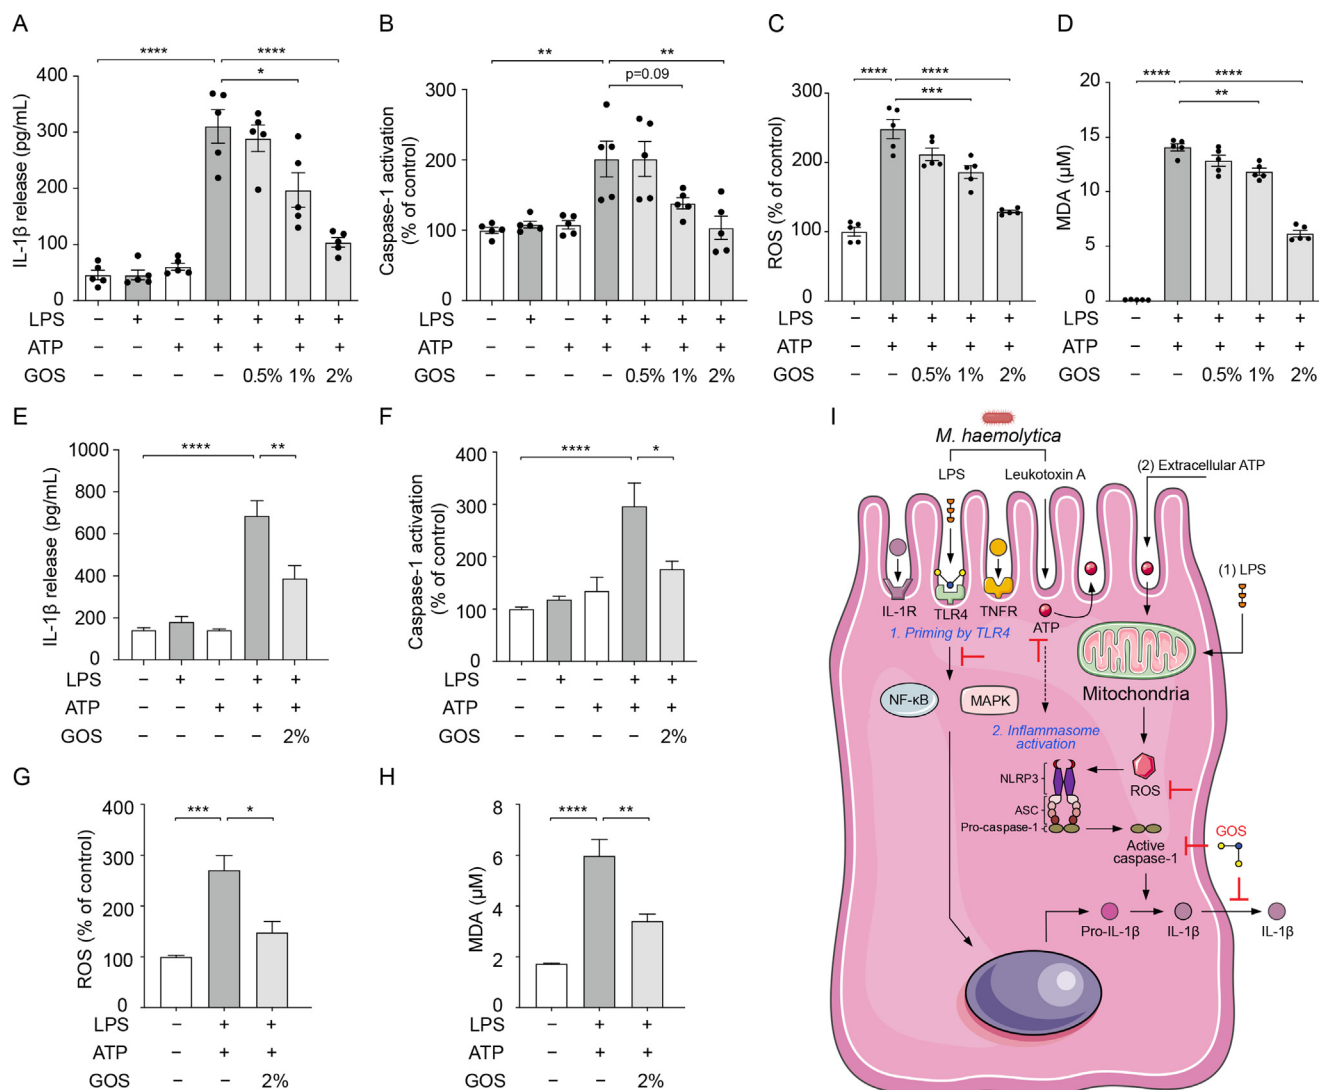 A
IL-1β release (pg/mL)
400
300
200
100
0
****
****
*
LPS – + – + + + +
ATP – – + + + + +
GOS – – – – 0.5% 1% 2%
B
Caspase-1 activation
(% of control)
300
200
100
0
**
**
p=0.09
LPS – + – + + + +
ATP – – + + + + +
GOS – – – – 0.5% 1% 2%
C
ROS (% of control)
300
200
100
0
****
****
***
LPS – + + + +
ATP – + + + +
GOS – – 0.5% 1% 2%
D
MDA (μM)
20
15
10
5
0
****
****
**
LPS – + + + +
ATP – + + + +
GOS – – 0.5% 1% 2%
E
IL-1β release (pg/mL)
1000
800
600
400
200
0
****
**
LPS – + – + +
ATP – – + + +
GOS – – – – 2%
F
Caspase-1 activation
(% of control)
400
300
200
100
0
****
*
LPS – + – + +
ATP – – + + +
GOS – – – – 2%
G
ROS (% of control)
400
300
200
100
0
***
*
LPS – + +
ATP – + +
GOS – – 2%
H
MDA (μM)
8
6
4
2
0
****
**
LPS – + +
ATP – + +
GOS – – 2%
I
M. haemolytica
LPS
Leukotoxin A
(2) Extracellular ATP
(1) LPS
IL-1R
TLR4
TNFR
ATP
1. Priming by TLR4
Mitochondria
NF-κB
MAPK
2. Inflammasome
activation
NLRP3
ROS
ASC
Pro-caspase-1
Active
caspase-1
GOS
Pro-IL-1β
IL-1β
IL-1β